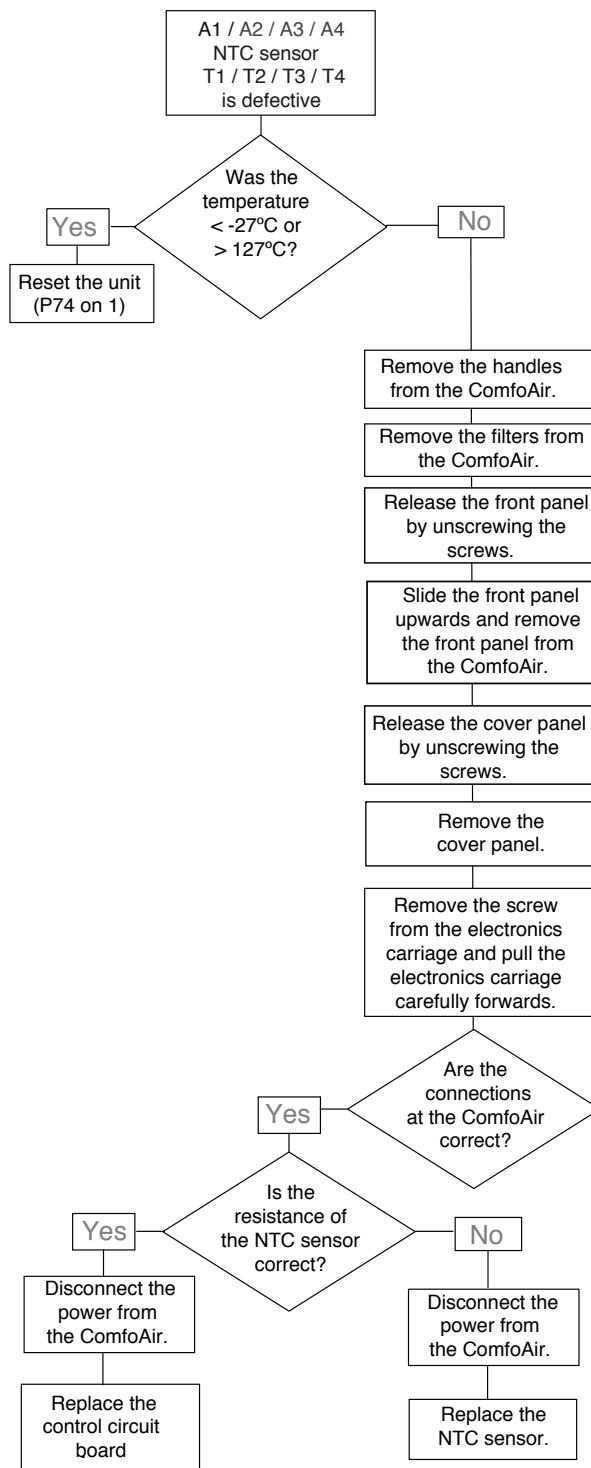 A1 / A2 / A3 / A4
NTC sensor
T1 / T2 / T3 / T4
is defective
Was the
temperature
< -27ºC or
> 127ºC?
Yes
No
Reset the unit
(P74 on 1)
Remove the handles
from the ComfoAir.
Remove the filters from
the ComfoAir.
Release the front panel
by unscrewing the
screws.
Slide the front panel
upwards and remove
the front panel from
the ComfoAir.
Release the cover panel
by unscrewing the
screws.
Remove the
cover panel.
Remove the screw
from the electronics
carriage and pull the
electronics carriage
carefully forwards.
Are the
connections
at the ComfoAir
correct?
Yes
Is the
resistance of
the NTC sensor
correct?
Yes
No
Disconnect the
power from
the ComfoAir.
Disconnect the
power from
the ComfoAir.
Replace the
control circuit
board
Replace the
NTC sensor.